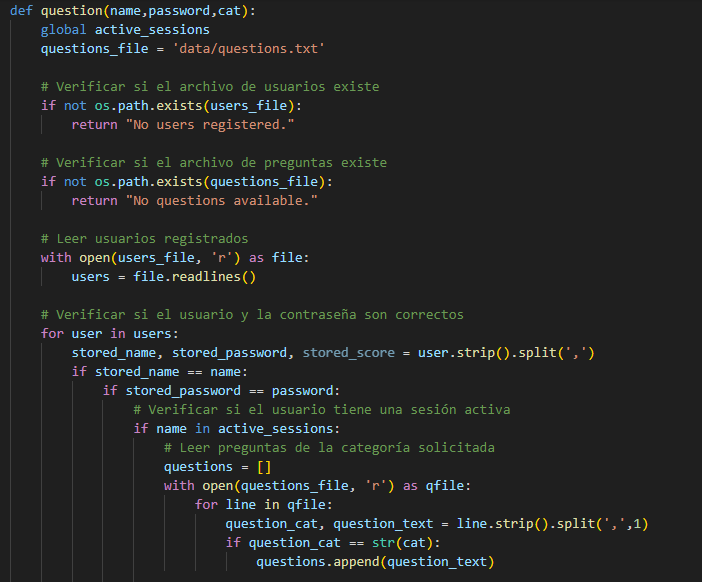 def question(name,password,cat):
    global active_sessions
    questions_file = 'data/questions.txt'

    # Verificar si el archivo de usuarios existe
    if not os.path.exists(users_file):
        return "No users registered."

    # Verificar si el archivo de preguntas existe
    if not os.path.exists(questions_file):
        return "No questions available."

    # Leer usuarios registrados
    with open(users_file, 'r') as file:
        users = file.readlines()

    # Verificar si el usuario y la contraseña son correctos
    for user in users:
        stored_name, stored_password, stored_score = user.strip().split(',')
        if stored_name == name:
            if stored_password == password:
                # Verificar si el usuario tiene una sesión activa
                if name in active_sessions:
                    # Leer preguntas de la categoría solicitada
                    questions = []
                    with open(questions_file, 'r') as qfile:
                        for line in qfile:
                            question_cat, question_text = line.strip().split(',',1)
                            if question_cat == str(cat):
                                questions.append(question_text)